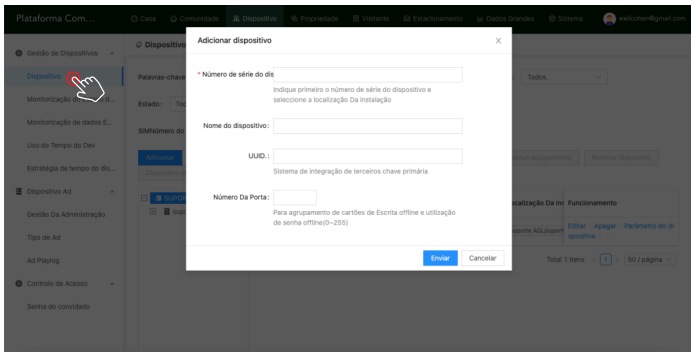 Plataforma Com...
Casa
Comunidade
Dispositivo
Propriedade
Visitante
Estacionamento
Dados Grandes
Sistema
wellcohen@gmail.com
Gestão de Dispositivos
Dispositivo
Monitorização de dados E...
Uso do Tempo do Dev
Estratégia de tempo do dis...
Dispositivo Ad
Gestão Da Administração
Tipo de Ad
Ad Playlog
Controlo de Acesso
Senha do convidado
Dispositivo
Palavras-chave
Todos.
Estado:
SIMNúmero do
Adicionar
SUPOR
supo
Adicionar dispositivo
* Número de série do dis
Indique primeiro o número de série do dispositivo e
seleccione a localização Da instalação
Nome do dispositivo:
UUID.:
Sistema de integração de terceiros chave primária
Número Da Porta:
Para agrupamento de cartões de Escrita offline e utilização
de senha offline(0~255)
Enviar
Cancelar
ocalização Da ins
Funcionamento
Editar
Apagar
Parâmetro do di
spositivo
Total 1 Itens
1
50 / página